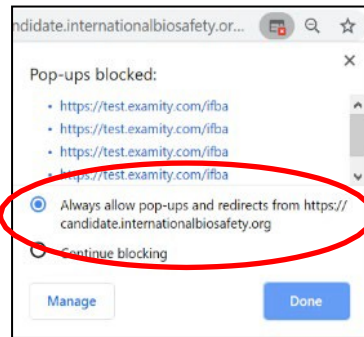 ndidate.internationalbiosafety.or...
Pop-ups blocked:
• https://test.examity.com/ifba
• https://test.examity.com/ifba
• https://test.examity.com/ifba
• https://test.examity.com/ifba
Always allow pop-ups and redirects from https://
candidate.internationalbiosafety.org
Continue blocking
Manage
Done